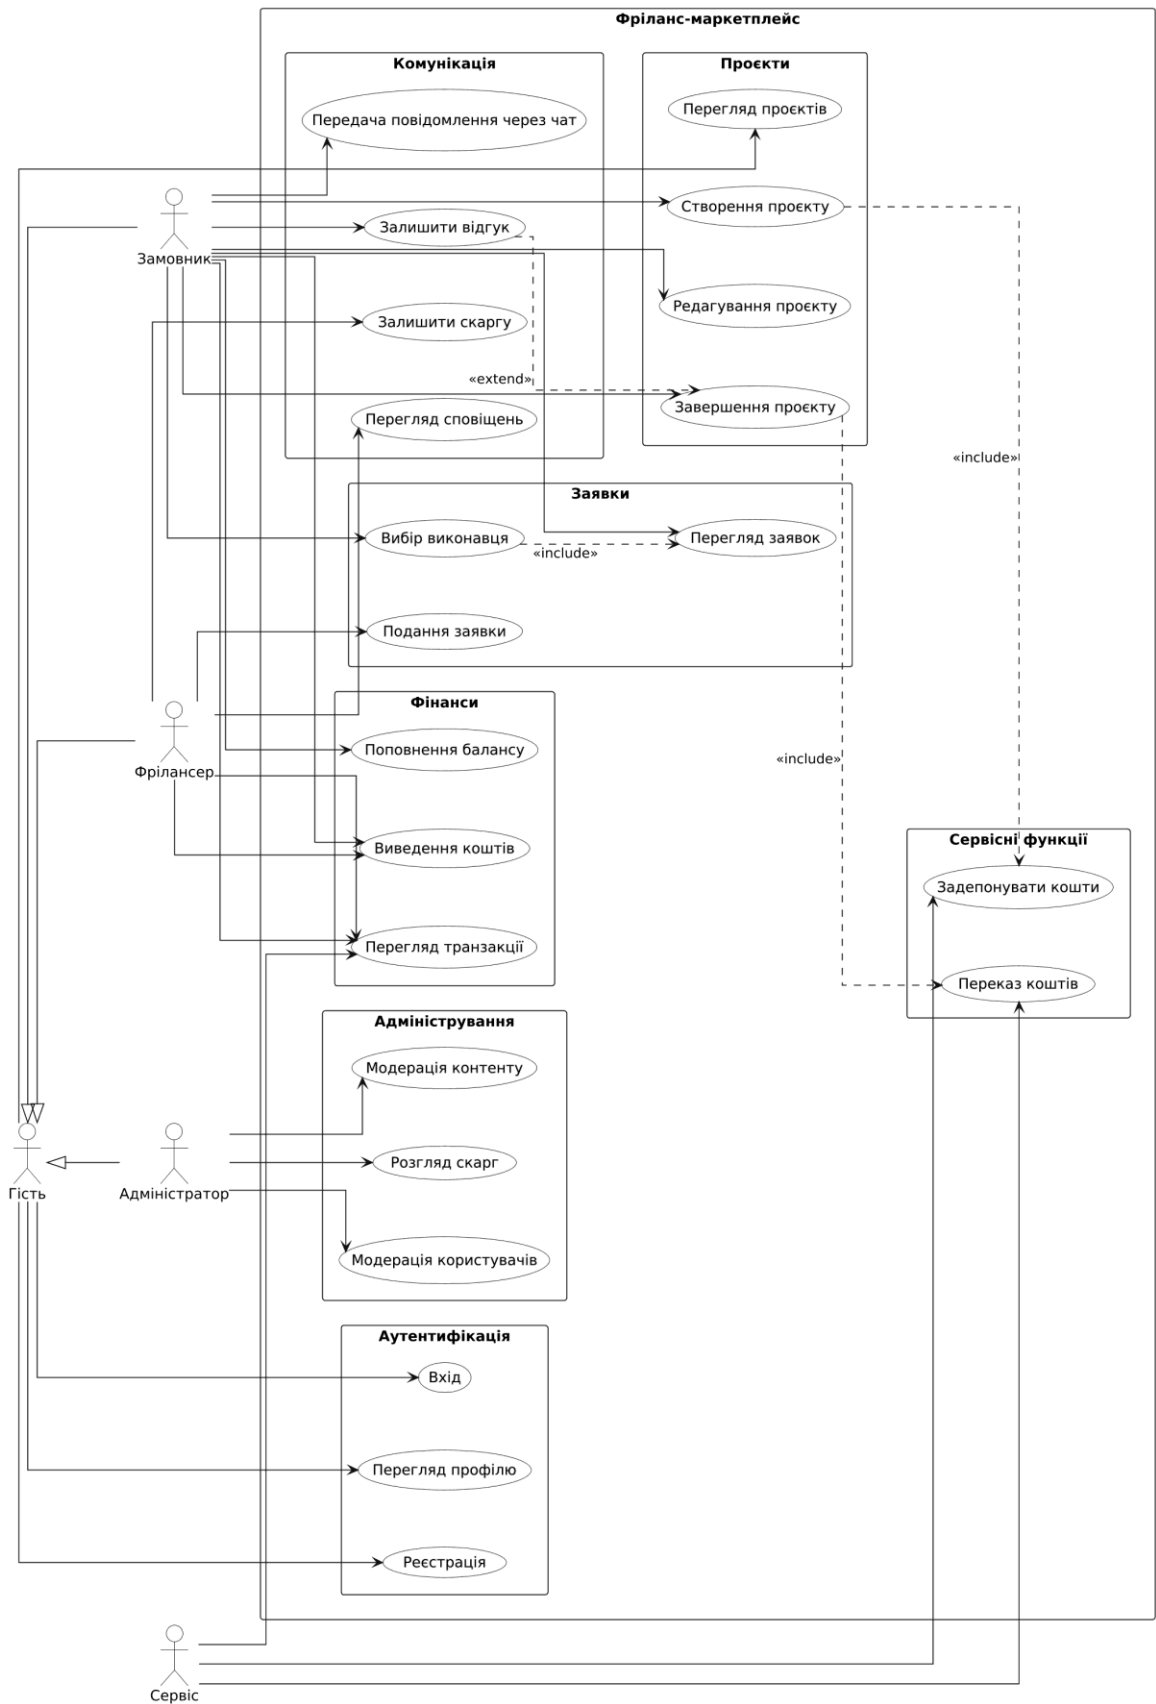 Фріланс-маркетплейс
Комунікація
Проєкти
Передача повідомлення через чат
Перегляд проєктів
Замовник
Залишити відгук
Створення проєкту
Залишити скаргу
Редагування проєкту
«extend»
Перегляд сповіщень
Завершення проєкту
«include»
Заявки
Вибір виконавця
«include»
Перегляд заявок
Подання заявки
Фрілансер
Фінанси
Поповнення балансу
«include»
Виведення коштів
Перегляд транзакції
Сервісні функції
Задепонувати кошти
Переказ коштів
Адміністрування
Модерація контенту
Гість
Адміністратор
Розгляд скарг
Модерація користувачів
Аутентифікація
Вхід
Перегляд профілю
Реєстрація
Сервіс